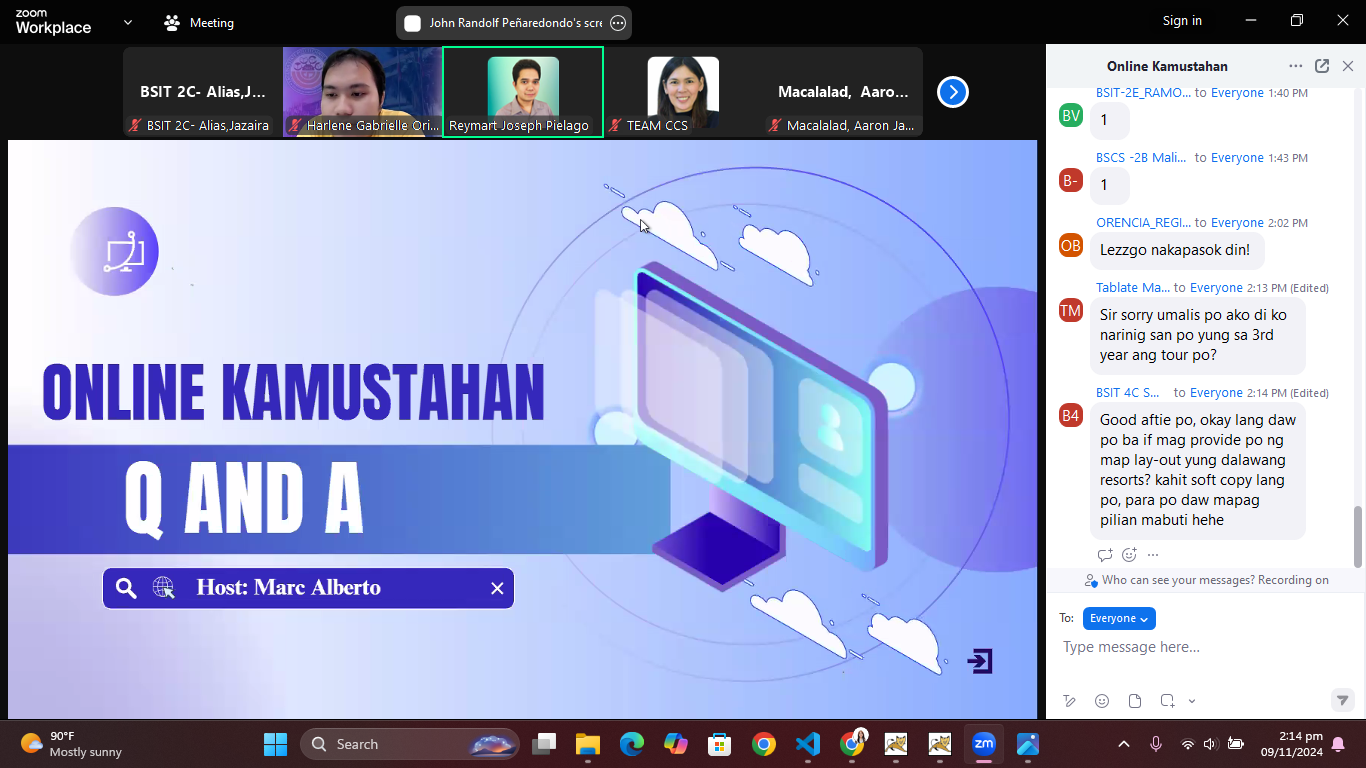 zoom
Workplace
Meeting
John Randolf Peñaredondo's scre
Sign in
BSIT 2C- Alias,J...
BSIT 2C- Alias,Jazaira
Harlene Gabrielle Ori...
Reymart Joseph Pielago
TEAM CCS
Macalalad, Aaro...
Macalalad, Aaron Ja...
ONLINE KAMUSTAHAN
Q AND A
Host: Marc Alberto
Online Kamustahan
BSIT-2E_RAMO... to Everyone 1:40 PM
BV
1
BSCS -2B Mali... to Everyone 1:43 PM
B-
1
ORENCIA_REGI... to Everyone 2:02 PM
OB
Lezzgo nakapasok din!
Tablate Ma... to Everyone 2:13 PM (Edited)
TM
Sir sorry umalis po ako di ko
narinig san po yung sa 3rd
year ang tour po?
BSIT 4C S... to Everyone 2:14 PM (Edited)
B4
Good aftie po, okay lang daw
po ba if mag provide po ng
map lay-out yung dalawang
resorts? kahit soft copy lang
po, para po daw mapag
pilian mabuti hehe
Who can see your messages? Recording on
To: Everyone
Type message here...
90°F
Mostly sunny
Search
zm
2:14 pm
09/11/2024